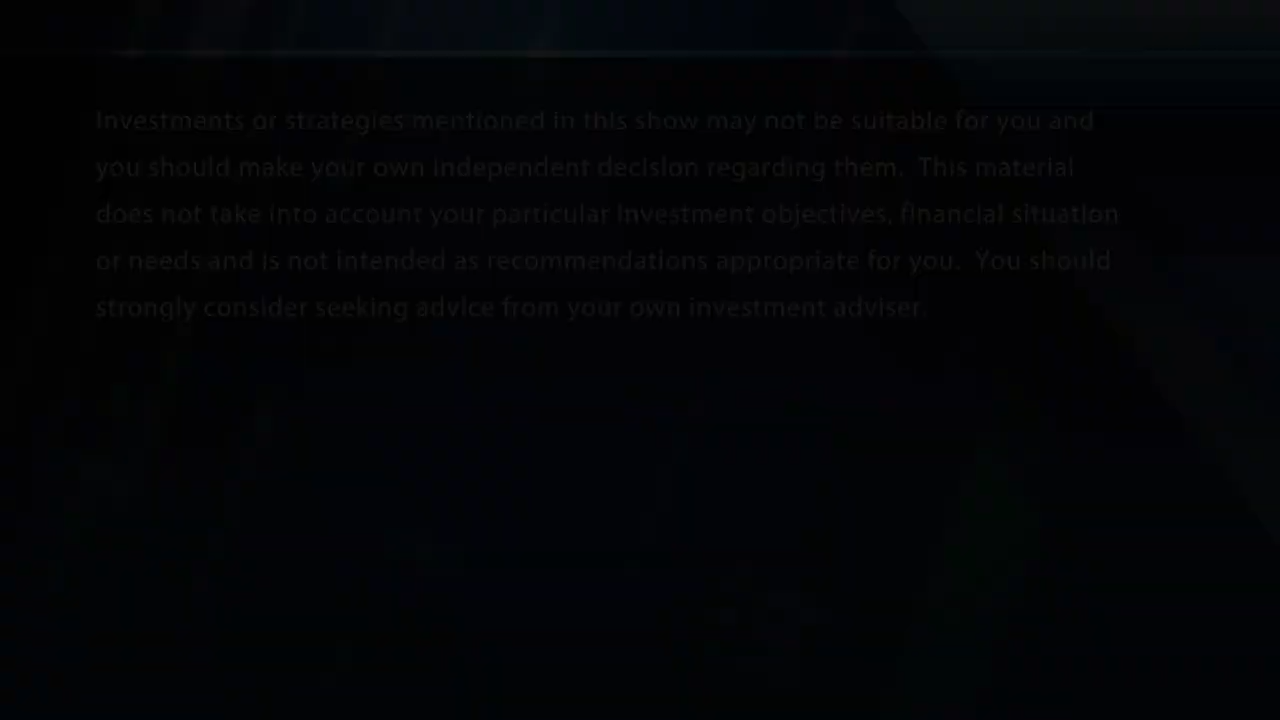 Investments or strategies mentioned in this show may not be suitable for you and
you should make your own independent decision regarding them.  This material
does not take into account your particular investment objectives, financial situation
or needs and is not intended as recommendations appropriate for you.  You should
strongly consider seeking advice from your own investment adviser.